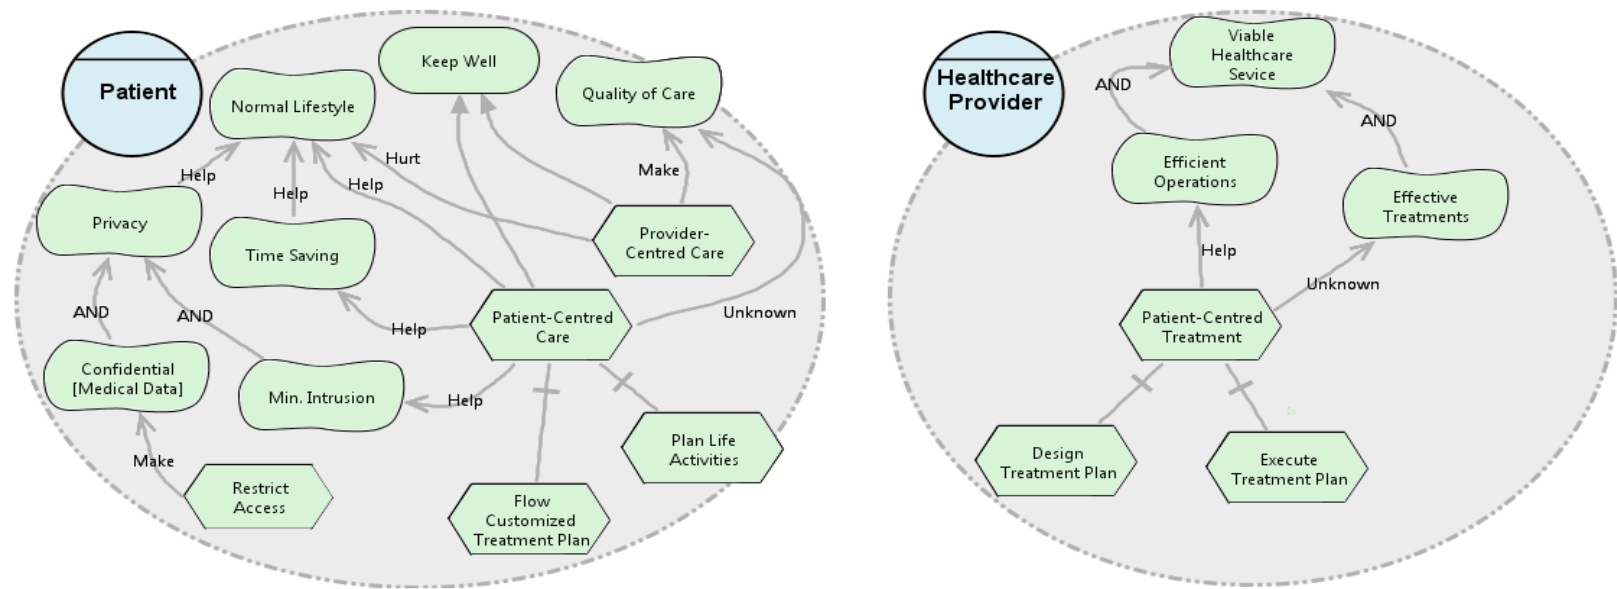 Patient
Keep Well
Normal Lifestyle
Quality of Care
Hurt
Help
Help
Help
Make
Privacy
Provider-
Centred Care
Time Saving
AND
AND
Help
Patient-Centred
Care
Unknown
Confidential
[Medical Data]
Min. Intrusion
Help
Plan Life
Activities
Make
Restrict
Access
Flow
Customized
Treatment Plan
Healthcare
Provider
Viable
Healthcare
Sevice
AND
AND
Efficient
Operations
Effective
Treatments
Help
Unknown
Patient-Centred
Treatment
Design
Treatment Plan
Execute
Treatment Plan